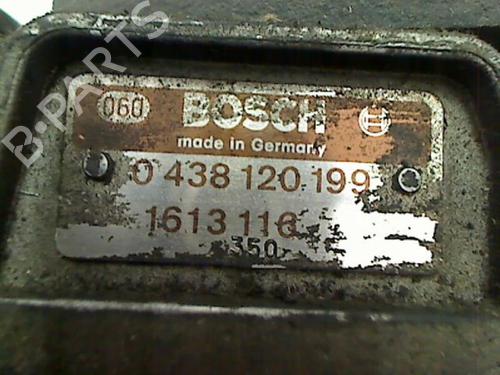 060 BOSCH
made in Germany
0 438 120 199
1613 116
350
B-PARTS